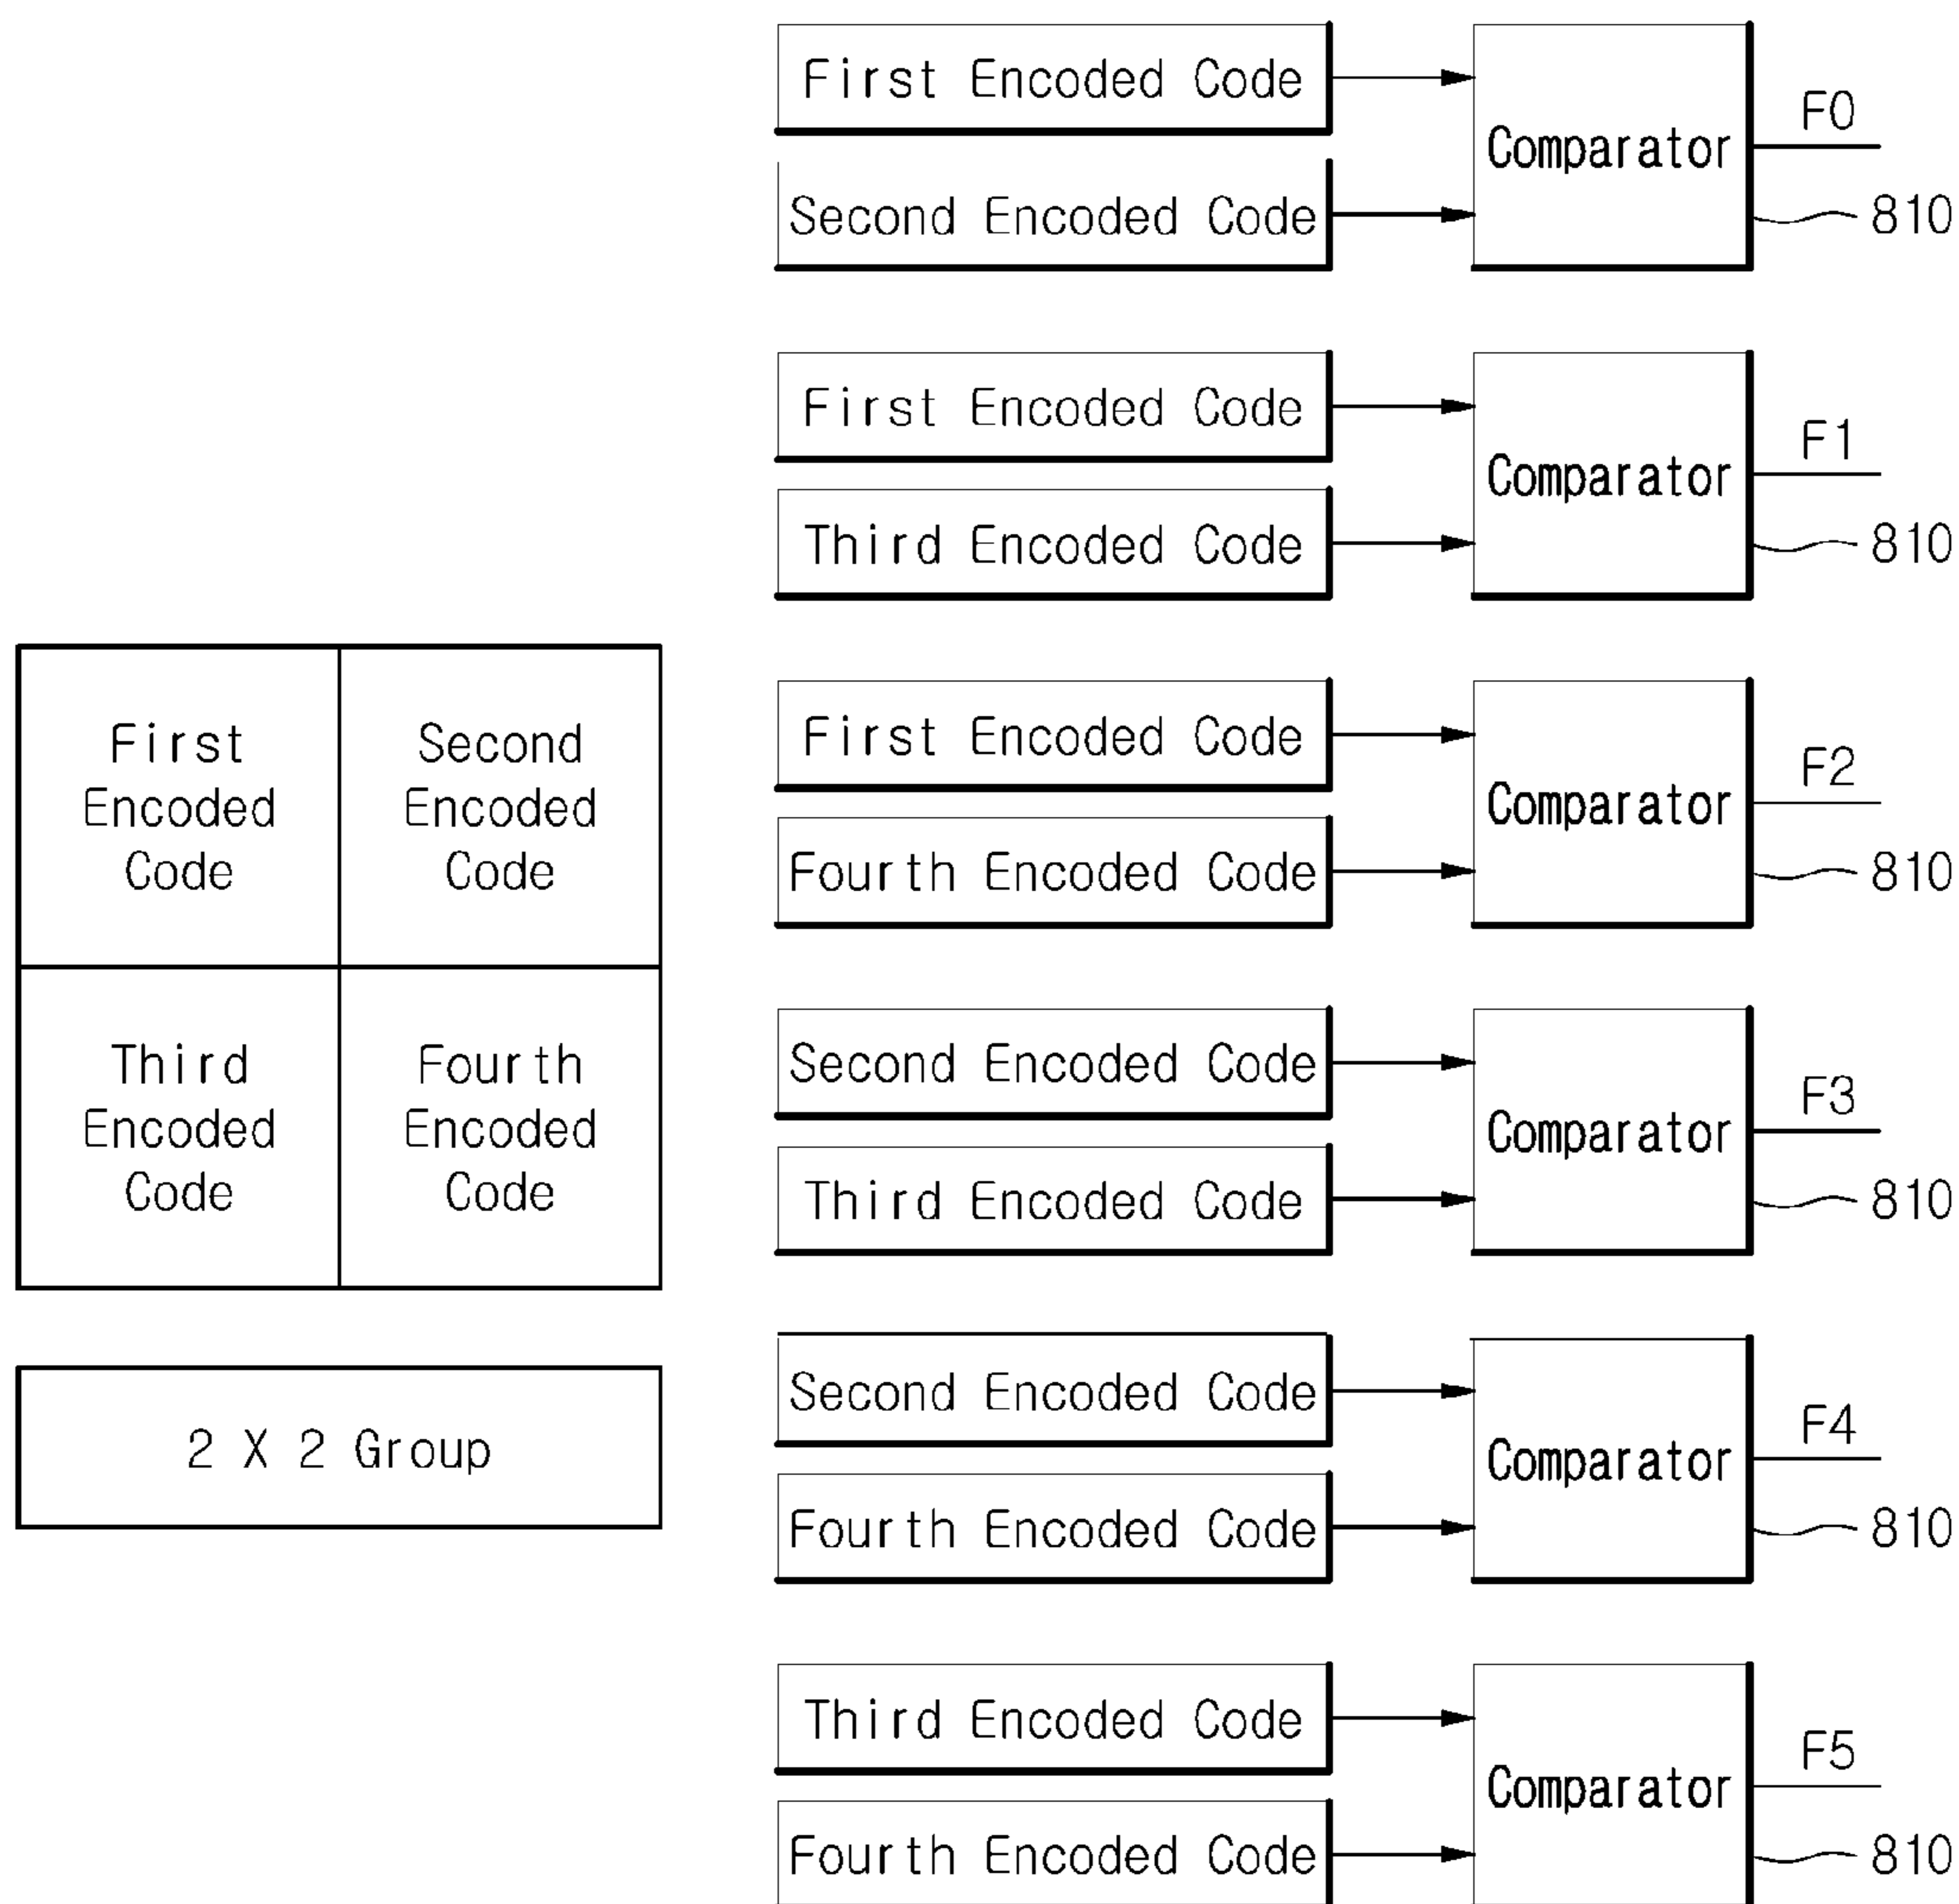 First Encoded Code
Second Encoded Code
Comparator
F0
810
First Encoded Code
Third Encoded Code
Comparator
F1
810
First Encoded Code
Fourth Encoded Code
Comparator
F2
810
Second Encoded Code
Third Encoded Code
Comparator
F3
810
Second Encoded Code
Fourth Encoded Code
Comparator
F4
810
Third Encoded Code
Fourth Encoded Code
Comparator
F5
810
First
Encoded
Code
Second
Encoded
Code
Third
Encoded
Code
Fourth
Encoded
Code
2 X 2 Group